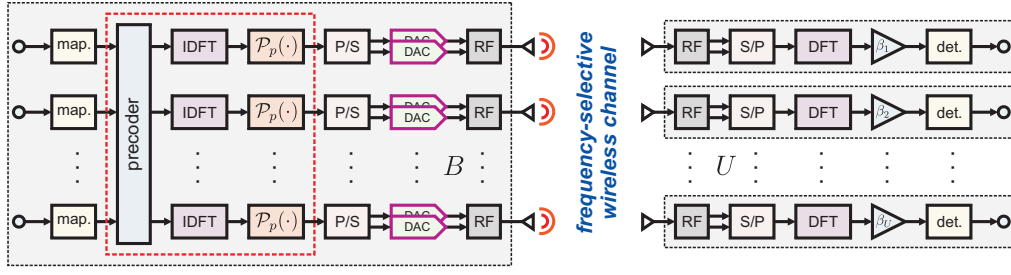 map. IDFT 𝒫ₚ(·) P/S DAC DAC RF RF S/P DFT β₁ det.
map. IDFT 𝒫ₚ(·) P/S DAC DAC RF RF S/P DFT β₂ det.
precoder
B
frequency-selective
wireless channel
U
map. IDFT 𝒫ₚ(·) P/S DAC DAC RF RF S/P DFT β_U det.